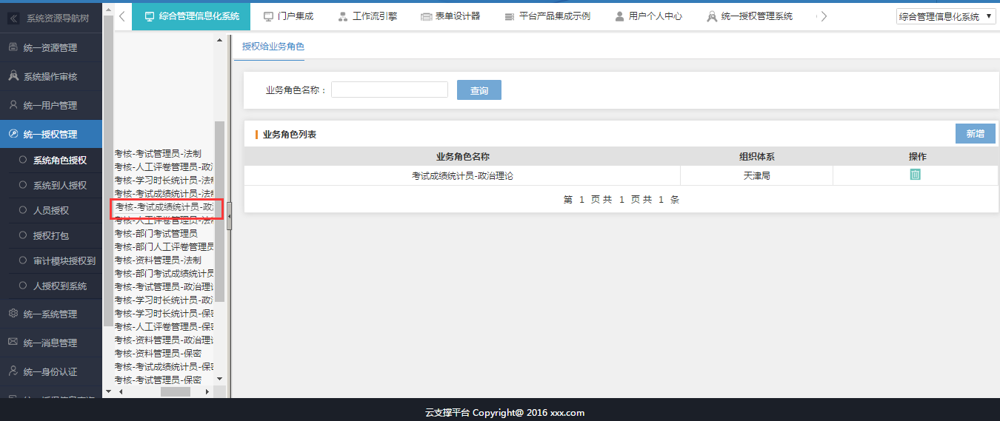 系统资源导航树
综合管理信息化系统
门户集成
工作流引擎
表单设计器
平台产品集成示例
用户个人中心
统一授权管理系统
综合管理信息化系统
统一资源管理
系统操作审核
统一用户管理
统一授权管理
系统角色授权
系统到人授权
人员授权
授权打包
审计模块授权到
人授权到系统
统一系统管理
统一消息管理
统一身份认证
考核-考试管理员-法制
考核-人工评卷管理员-政
考核-学习时长统计员-法
考核-考试成绩统计员-法
考核-考试成绩统计员-政
考核-人工评卷管理员-法
考核-部门考试管理员
考核-部门人工评卷管理员
考核-资料管理员-法制
考核-部门考试成绩统计员
考核-考试管理员-政治理
考核-学习时长统计员-政
考核-学习时长统计员-保
考核-人工评卷管理员-保
考核-资料管理员-政治理
考核-资料管理员-保密
考核-考试成绩统计员-保
考核-考试管理员-保密
授权给业务角色
业务角色名称：
查询
业务角色列表
新增
业务角色名称 组织体系 操作
考试成绩统计员-政治理论 天津局
第 1 页 共 1 页 共 1 条
云支撑平台 Copyright@ 2016 xxx.com